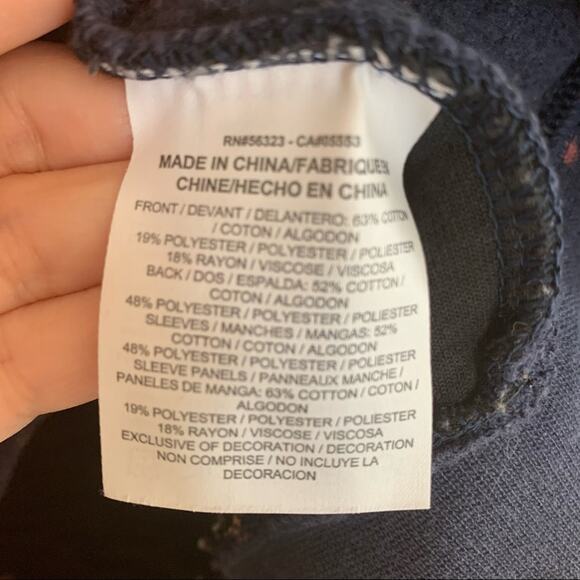 RN#56323 - CA#05553
MADE IN CHINA/FABRIQUE EN
CHINE/HECHO EN CHINA
FRONT / DEVANT / DELANTERO: 63% COTTON
/ COTON / ALGODON
19% POLYESTER / POLYESTER / POLIESTER
18% RAYON / VISCOSE / VISCOSA
BACK / DOS / ESPALDA: 52% COTTON /
COTON / ALGODON
48% POLYESTER / POLYESTER / POLIESTER
SLEEVES / MANCHES / MANGAS: 52%
COTTON / COTON / ALGODON
48% POLYESTER / POLYESTER / POLIESTER
SLEEVE PANELS / PANNEAUX MANCHE /
PANELES DE MANGA: 63% COTTON / COTON /
ALGODON
19% POLYESTER / POLYESTER / POLIESTER
18% RAYON / VISCOSE / VISCOSA
EXCLUSIVE OF DECORATION / DECORATION
NON COMPRISE / NO INCLUYE LA
DECORACION